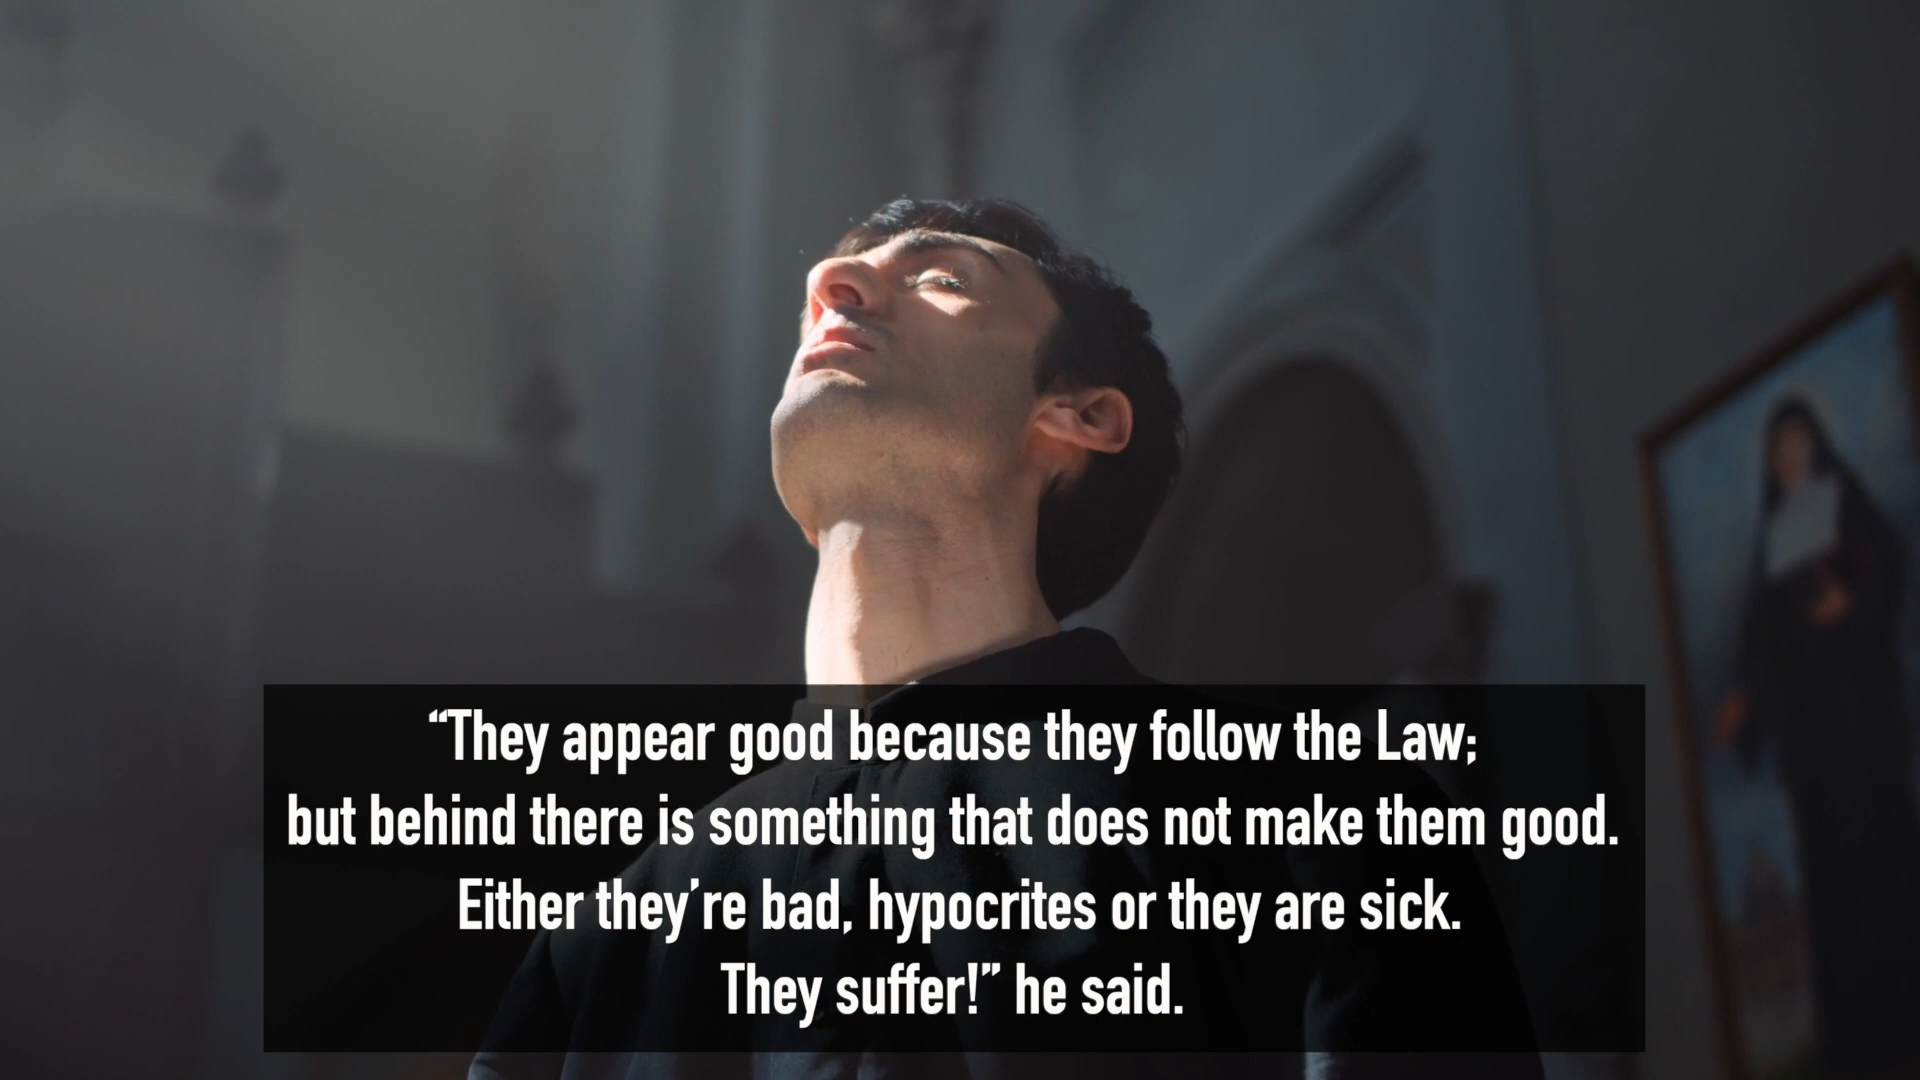 “They appear good because they follow the Law;
but behind there is something that does not make them good.
Either they’re bad, hypocrites or they are sick.
They suffer!” he said.